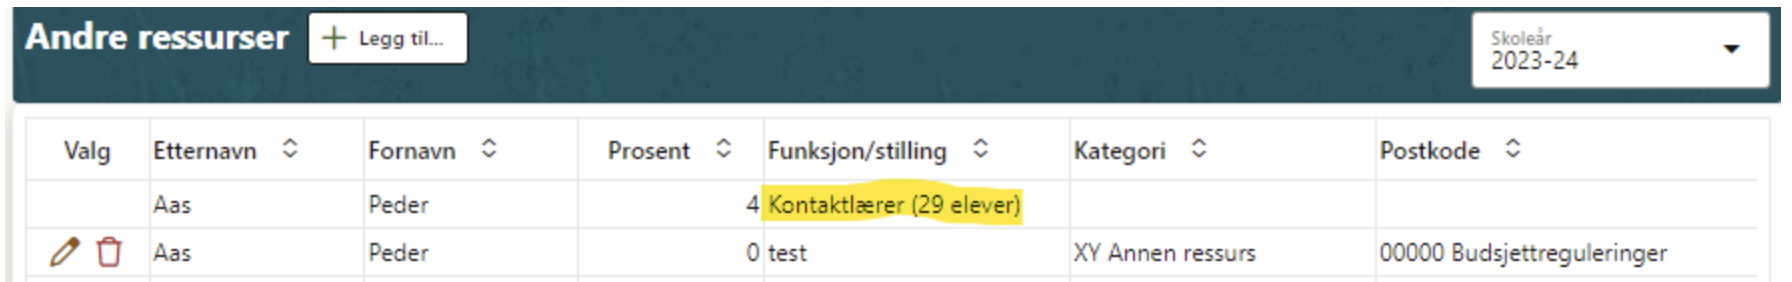 Andre ressurser + Legg til...
Skoleår
2023-24
Valg Etternavn Fornavn Prosent Funksjon/stilling Kategori Postkode
Aas Peder 4 Kontaktlærer (29 elever)
Aas Peder 0 test XY Annen ressurs 00000 Budsjettreguleringer